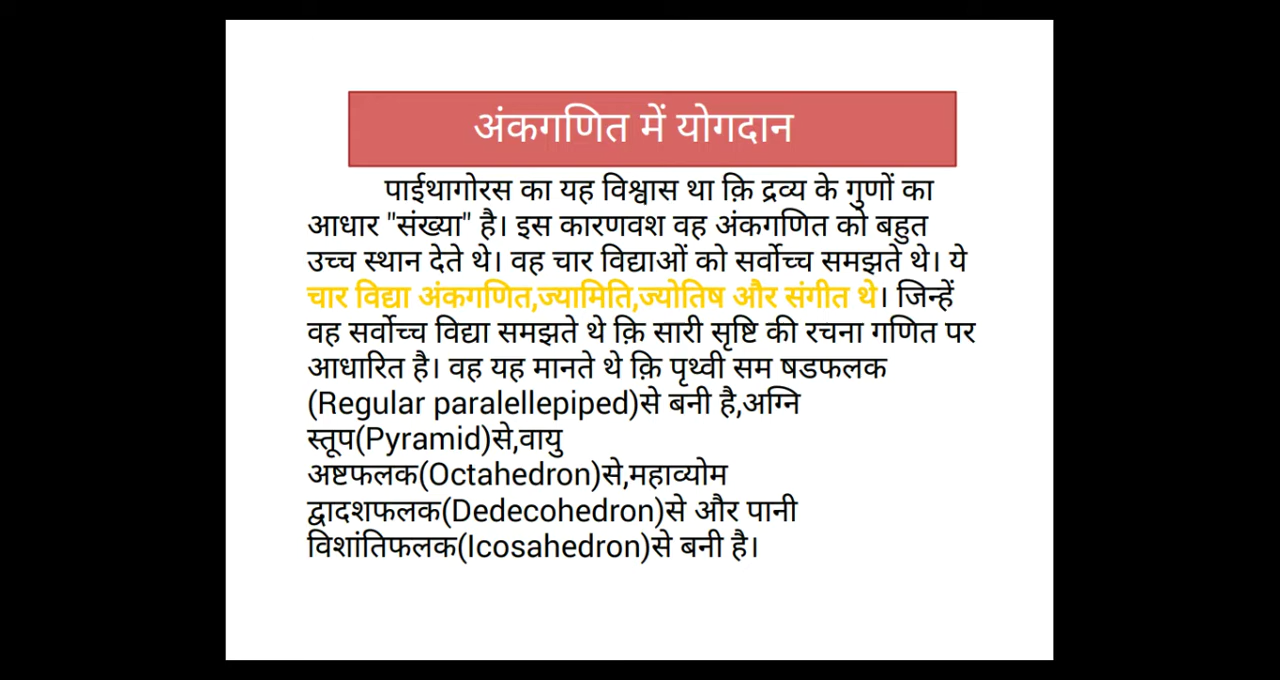 अंकगणित में योगदान
पाईथागोरस का यह विश्वास था क़ि द्रव्य के गुणों का
आधार "संख्या" है। इस कारणवश वह अंकगणित को बहुत
उच्च स्थान देते थे। वह चार विद्याओं को सर्वोच्च समझते थे। ये
चार विद्या अंकगणित,ज्यामिति,ज्योतिष और संगीत थे। जिन्हें
वह सर्वोच्च विद्या समझते थे क़ि सारी सृष्टि की रचना गणित पर
आधारित है। वह यह मानते थे क़ि पृथ्वी सम षडफलक
(Regular paralellepiped)से बनी है,अग्नि
स्तूप(Pyramid)से,वायु
अष्टफलक(Octahedron)से,महाव्योम
द्वादशफलक(Dedecohedron)से और पानी
विशांतिफलक(Icosahedron)से बनी है।